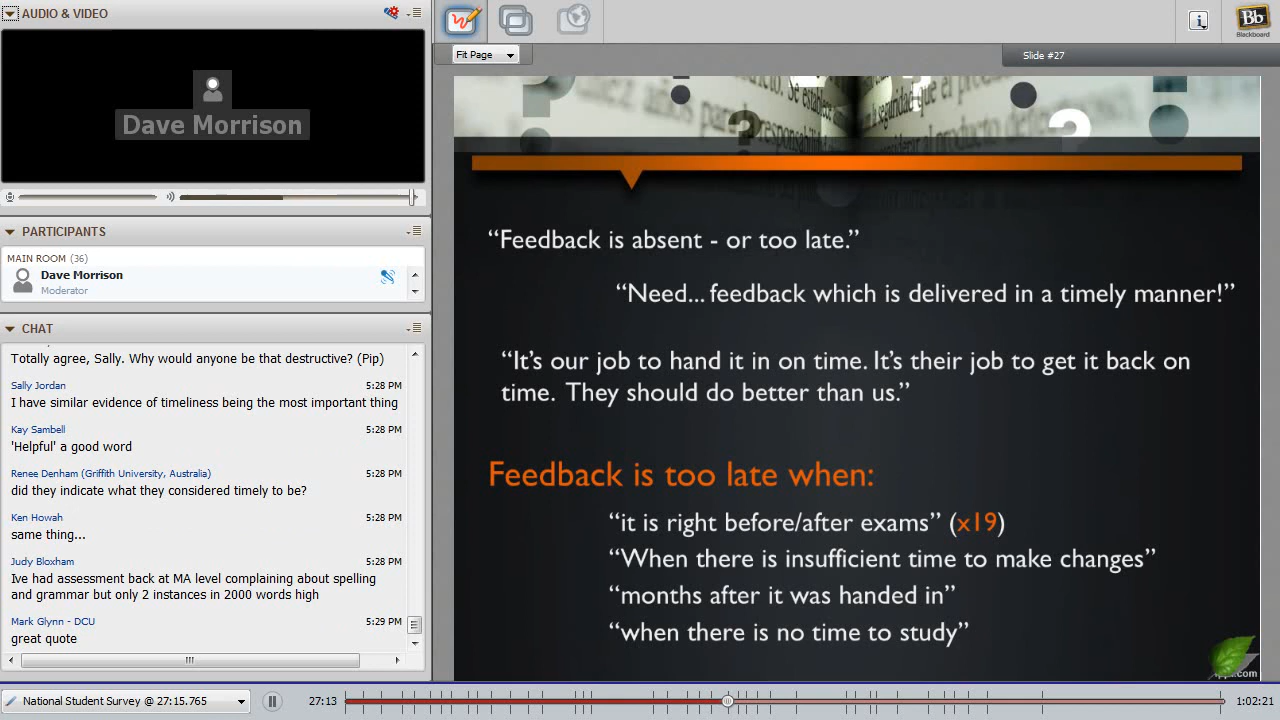 AUDIO & VIDEO
Dave Morrison
PARTICIPANTS
MAIN ROOM (36)
Dave Morrison
Moderator
CHAT
Totally agree, Sally. Why would anyone be that destructive? (Pip)
Sally Jordan 5:28 PM
I have similar evidence of timeliness being the most important thing
Kay Sambell 5:28 PM
'Helpful' a good word
Renee Denham (Griffith University, Australia) 5:28 PM
did they indicate what they considered timely to be?
Ken Howah 5:28 PM
same thing...
Judy Bloxham 5:28 PM
Ive had assessment back at MA level complaining about spelling
and grammar but only 2 instances in 2000 words high
Mark Glynn - DCU 5:29 PM
great quote
National Student Survey @ 27:15.765
27:13
1:02:21
Fit Page
Slide #27
Bb
Blackboard
“Feedback is absent - or too late.”
“Need... feedback which is delivered in a timely manner!”
“It’s our job to hand it in on time. It’s their job to get it back on
time. They should do better than us.”
Feedback is too late when:
“it is right before/after exams” (x19)
“When there is insufficient time to make changes”
“months after it was handed in”
“when there is no time to study”